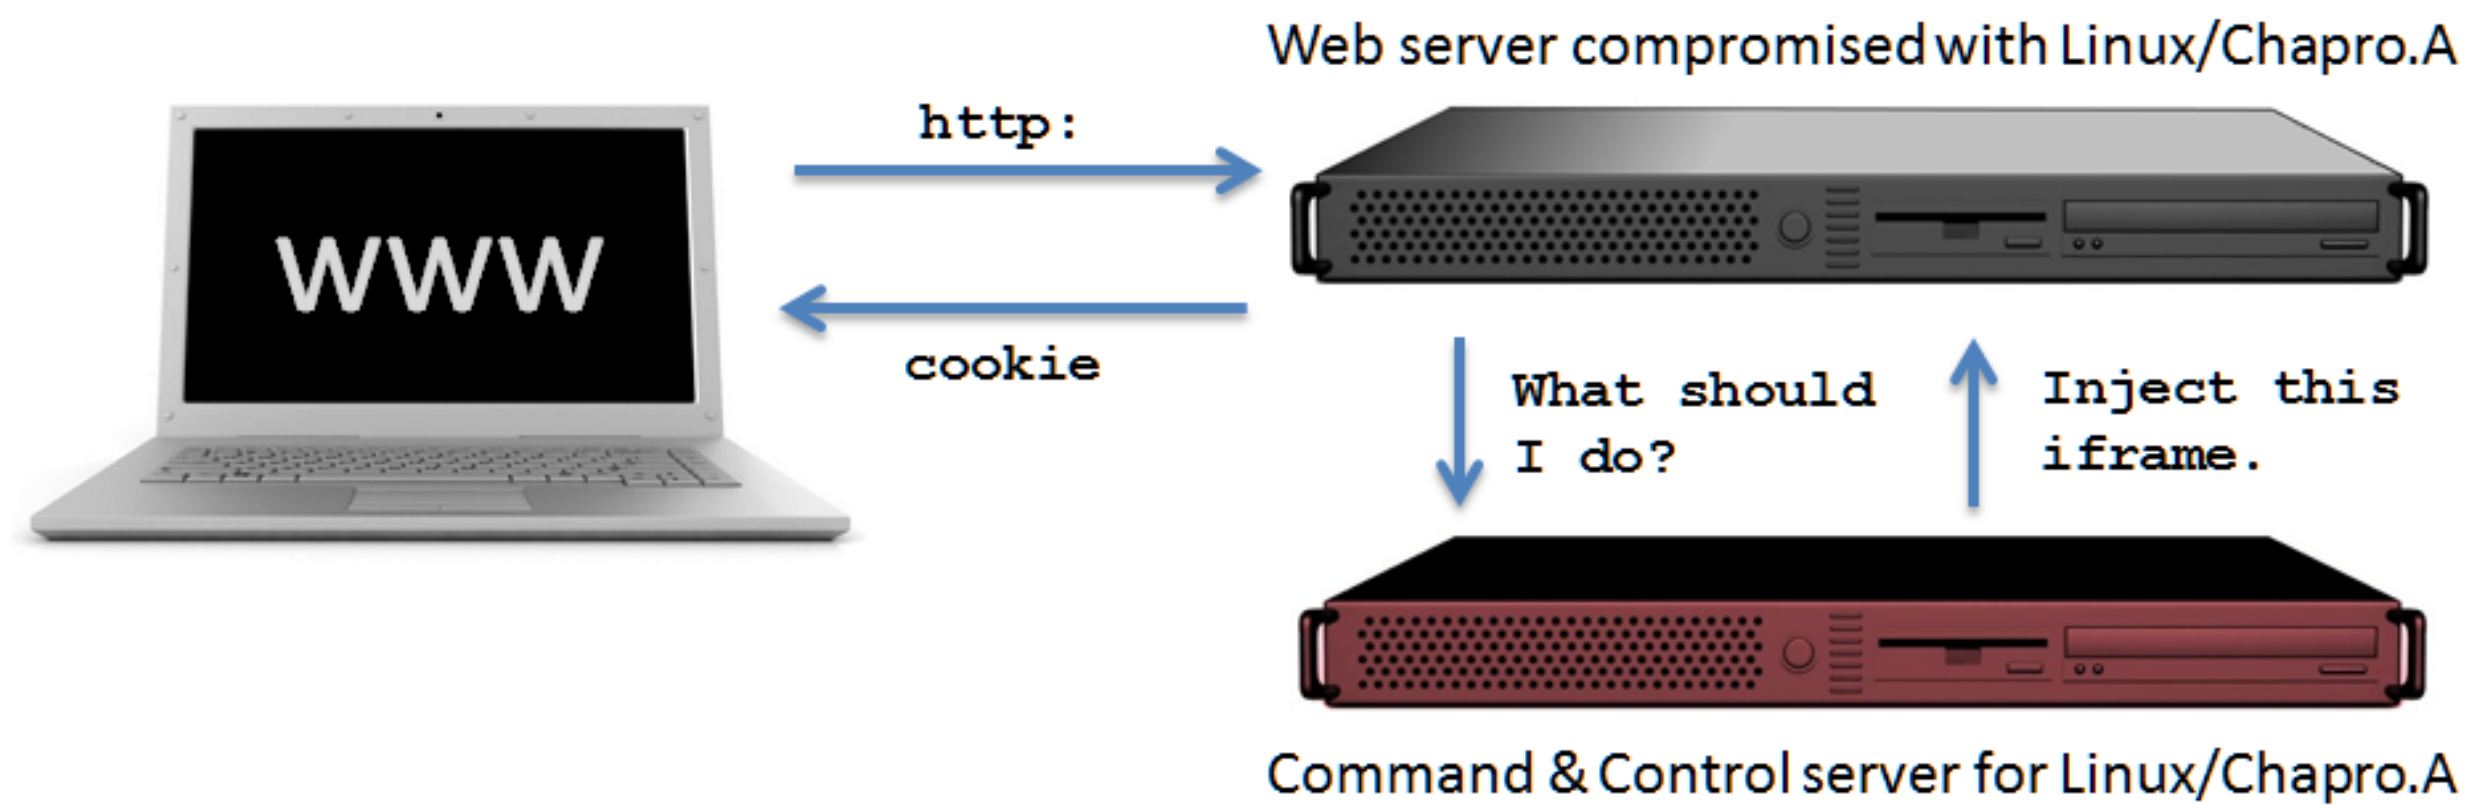 Web server compromised with Linux/Chapro.A
http:
www
cookie
What should
I do?
Inject this
iframe.
Command & Control server for Linux/Chapro.A